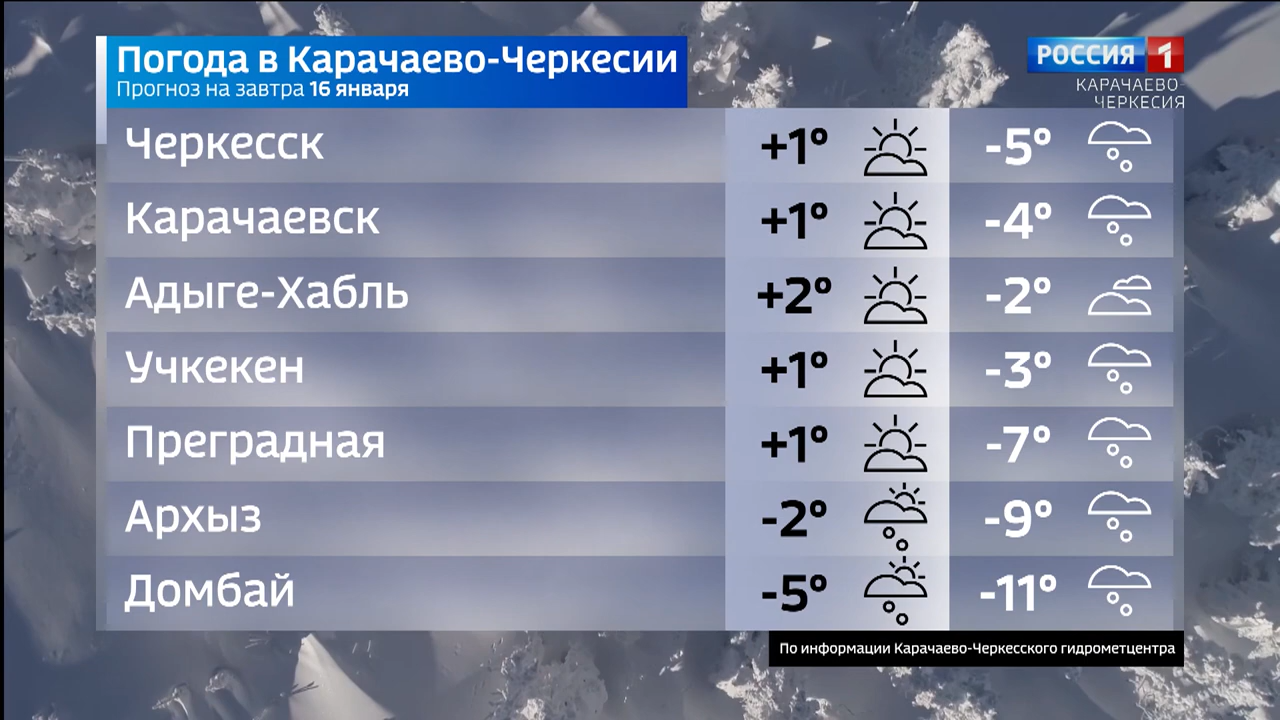 Погода в Карачаево-Черкесии
Прогноз на завтра 16 января
РОССИЯ 1
КАРАЧАЕВО-
ЧЕРКЕСИЯ
Черкесск +1° -5°
Карачаевск +1° -4°
Адыге-Хабль +2° -2°
Учкекен +1° -3°
Преградная +1° -7°
Архыз -2° -9°
Домбай -5° -11°
По информации Карачаево-Черкесского гидрометцентра